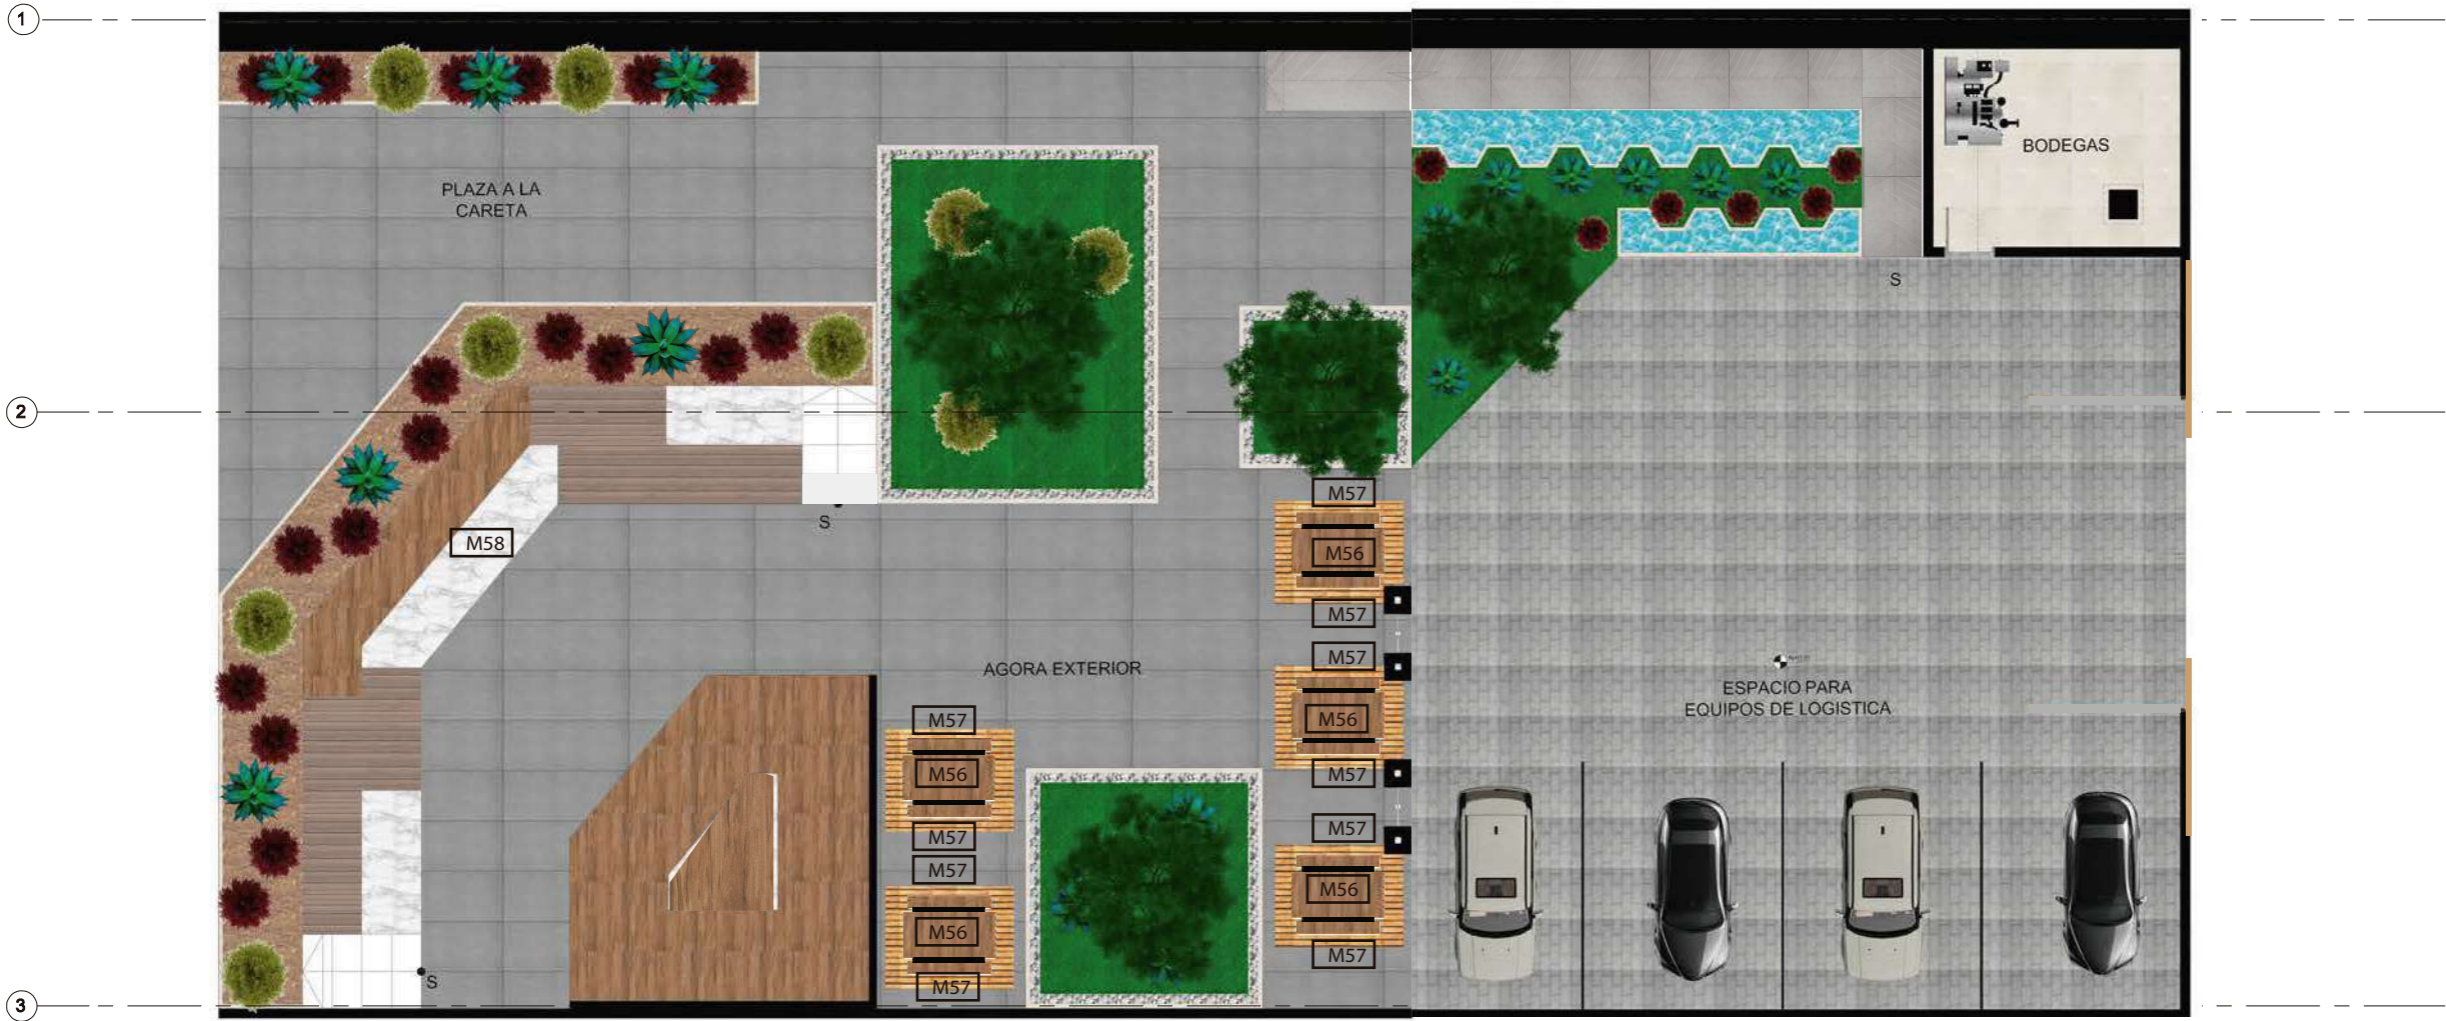 1
BODEGAS
PLAZA A LA
CARETA
S
2
M57
S
M58
M56
M57
M57
AGORA EXTERIOR
ESPACIO PARA
EQUIPOS DE LOGISTICA
M57
M56
M56
M57
M57
M57
M57
M56
M56
M57
S
M57
3